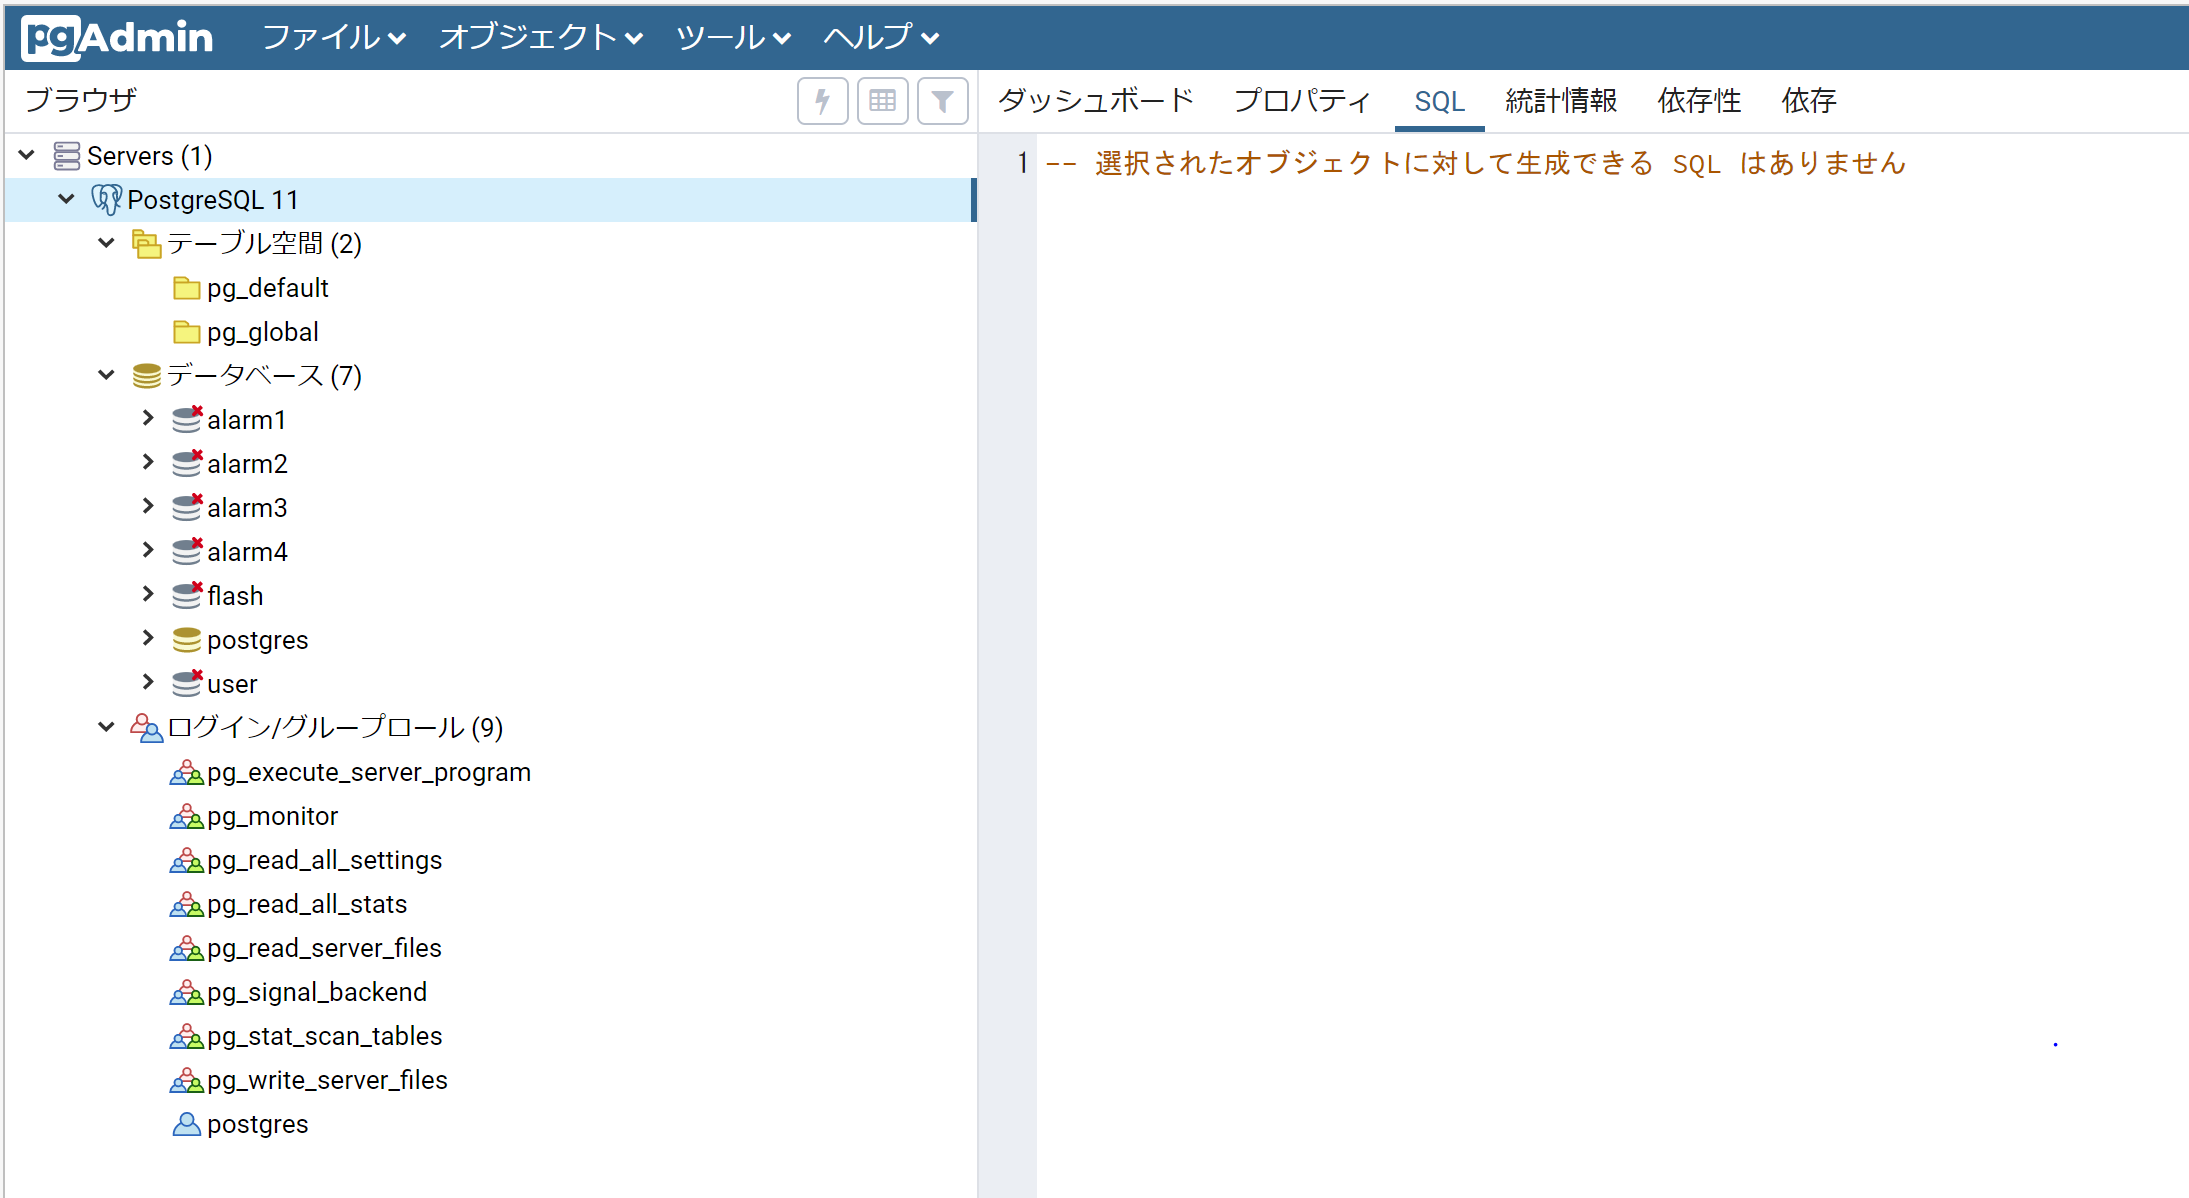 pgAdmin ファイル オブジェクト ツール ヘルプ
ブラウザ
ダッシュボード プロパティ SQL 統計情報 依存性 依存
Servers (1)
PostgreSQL 11
テーブル空間 (2)
pg_default
pg_global
データベース (7)
alarm1
alarm2
alarm3
alarm4
flash
postgres
user
ログイン/グループロール (9)
pg_execute_server_program
pg_monitor
pg_read_all_settings
pg_read_all_stats
pg_read_server_files
pg_signal_backend
pg_stat_scan_tables
pg_write_server_files
postgres
1 -- 選択されたオブジェクトに対して生成できる SQL はありません